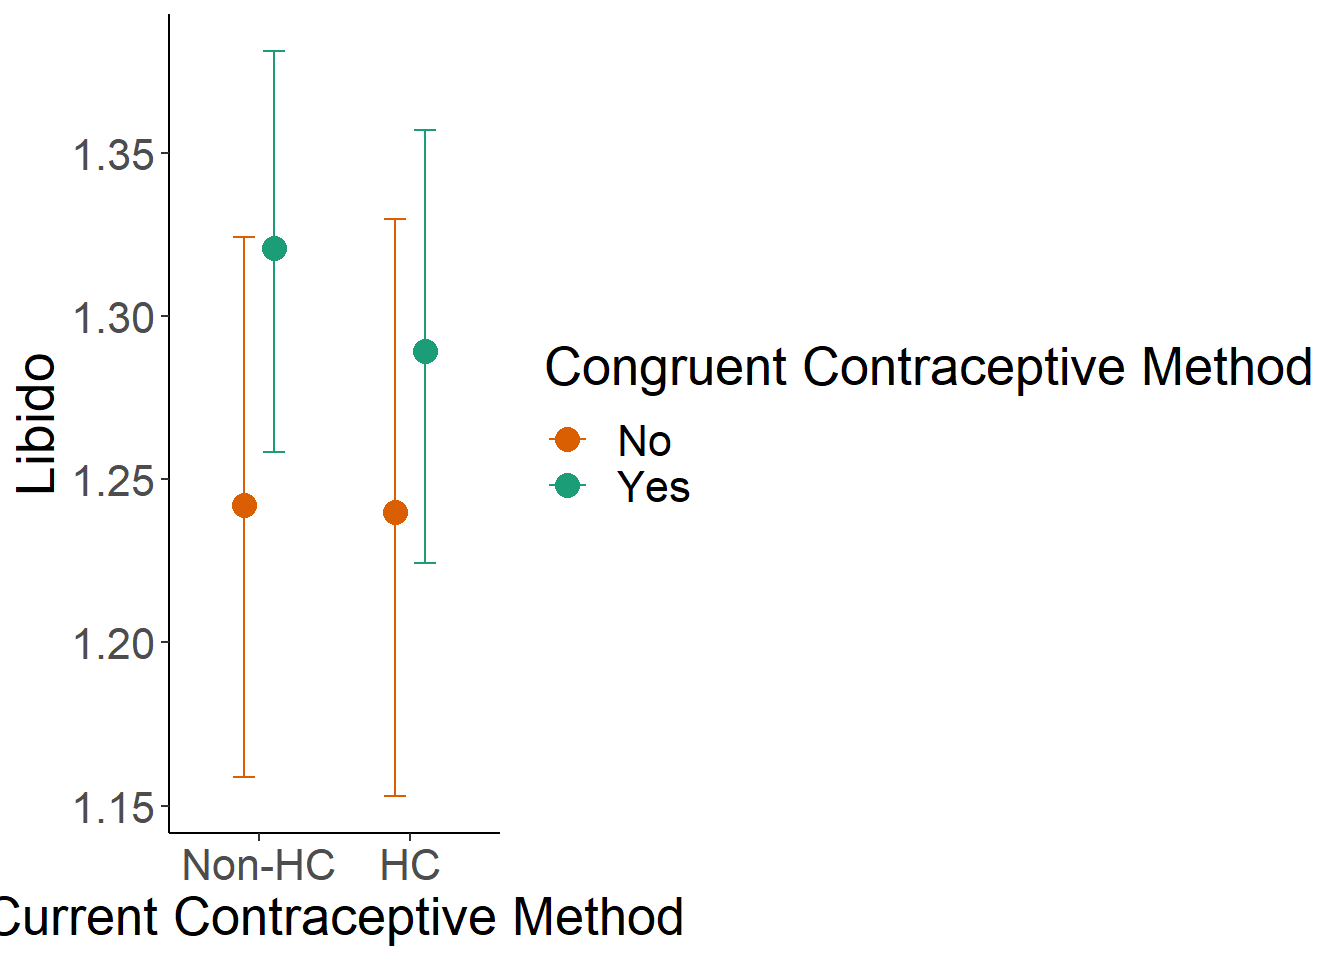 Libido
1.35
1.30
1.25
1.20
1.15
Non-HC HC
Current Contraceptive Method
Congruent Contraceptive Method
No
Yes